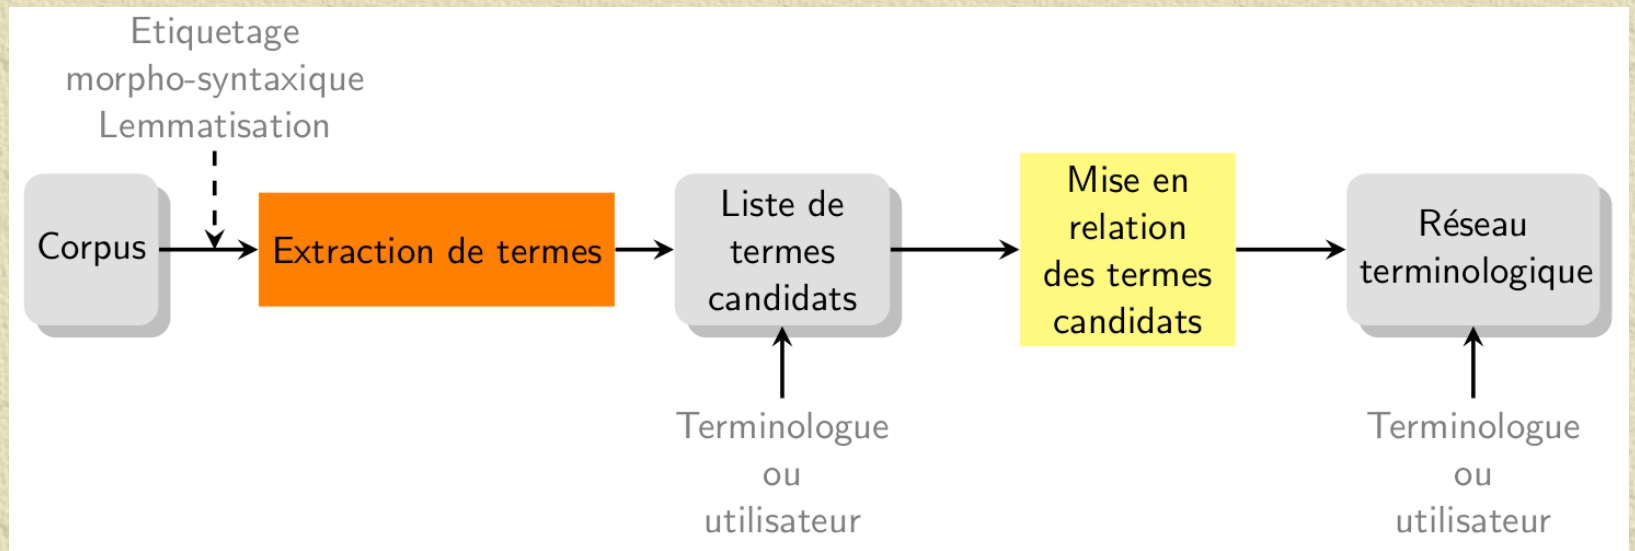 Etiquetage
morpho-syntaxique
Lemmatisation
Corpus
Extraction de termes
Liste de
termes
candidats
Mise en
relation
des termes
candidats
Réseau
terminologique
Terminologue
ou
utilisateur
Terminologue
ou
utilisateur